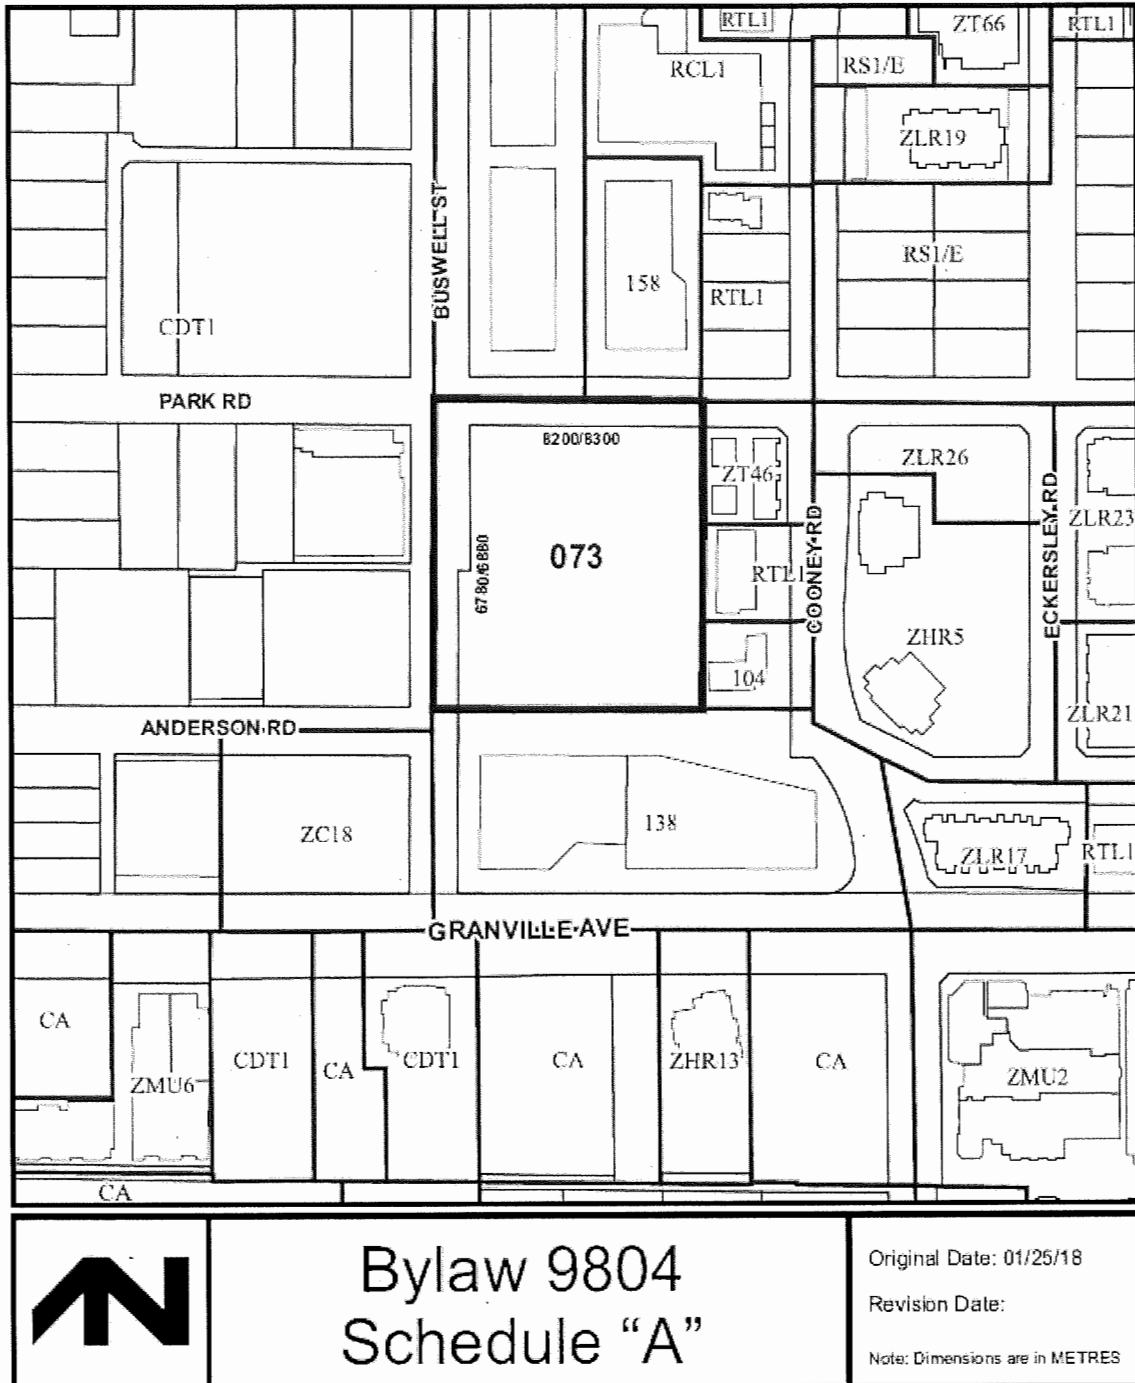 RTL1
ZT66
RTL1
RCL1
RS1/E
ZLR19
BUSWELL ST
158
RS1/E
RTL1
CDT1
PARK RD
8200/8300
ZT46
ZLR26
ZLR23
6780/6880
073
RTL1
COONEY RD
ECKERSLEY RD
ZHR5
104
ZLR21
ANDERSON RD
ZC18
138
ZLR17
RTL1
GRANVILLE AVE
CA
ZMU6
CDT1
CA
CDT1
CA
ZHR13
CA
ZMU2
CA
N
Bylaw 9804
Schedule “A”
Original Date: 01/25/18
Revision Date:
Note: Dimensions are in METRES